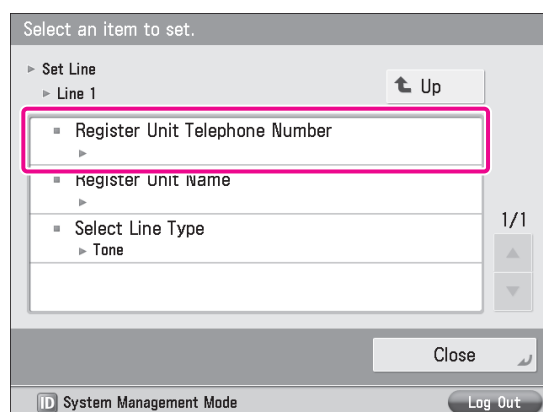 Select an item to set.
Set Line
Line 1
Up
Register Unit Telephone Number
Register Unit Name
Select Line Type
Tone
1/1
Close
ID System Management Mode
Log Out